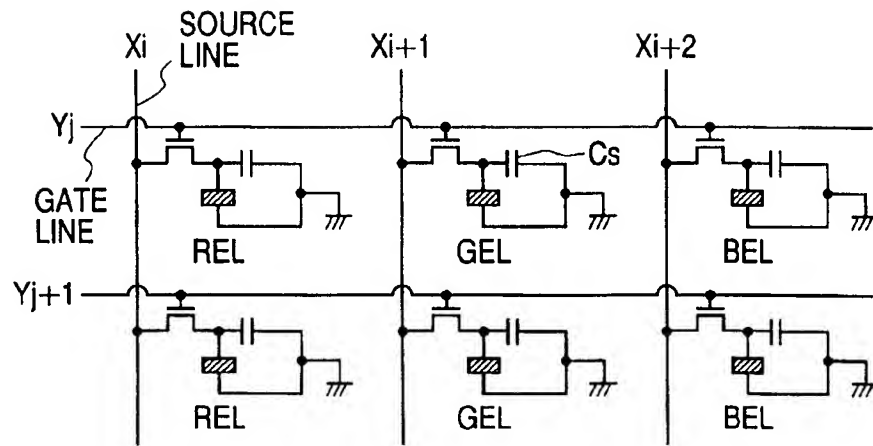 SOURCE
LINE
Xi
Xi+1
Xi+2
Yj
Cs
GATE
LINE
REL
GEL
BEL
Yj+1
REL
GEL
BEL